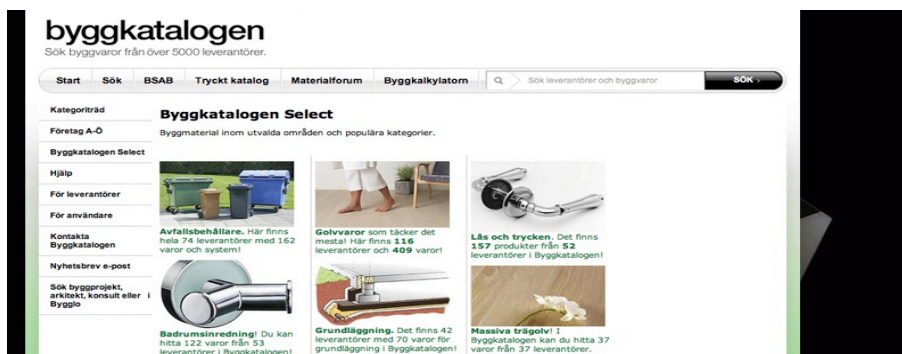 byggkatalogen
Sök byggvaror från över 5000 leverantörer.
Start Sök BSAB Tryckt katalog Materialforum Byggkalkylatorn Sök leverantörer och byggvaror SÖK ›
Kategoriträd
Företag A-Ö
Byggkatalogen Select
Hjälp
För leverantörer
För användare
Kontakta
Byggkatalogen
Nyhetsbrev e-post
Sök byggprojekt,
arkitekt, konsult eller i
Bygglo
Byggkatalogen Select
Byggmaterial inom utvalda områden och populära kategorier.
Avfallsbehållare. Här finns
hela 74 leverantörer med 162
varor och system!
Golvvaror som täcker det
mesta! Här finns 116
leverantörer och 409 varor!
Lås och trycken. Det finns
157 produkter från 52
leverantörer i Byggkatalogen!
Badrumsinredning! Du kan
hitta 122 varor från 53
leverantörer i Byggkatalogen!
Grundläggning. Det finns 42
leverantörer med 70 varor för
grundläggning i Byggkatalogen!
Massiva trägolv! I
Byggkatalogen kan du hitta 37
varor från 37 leverantörer.